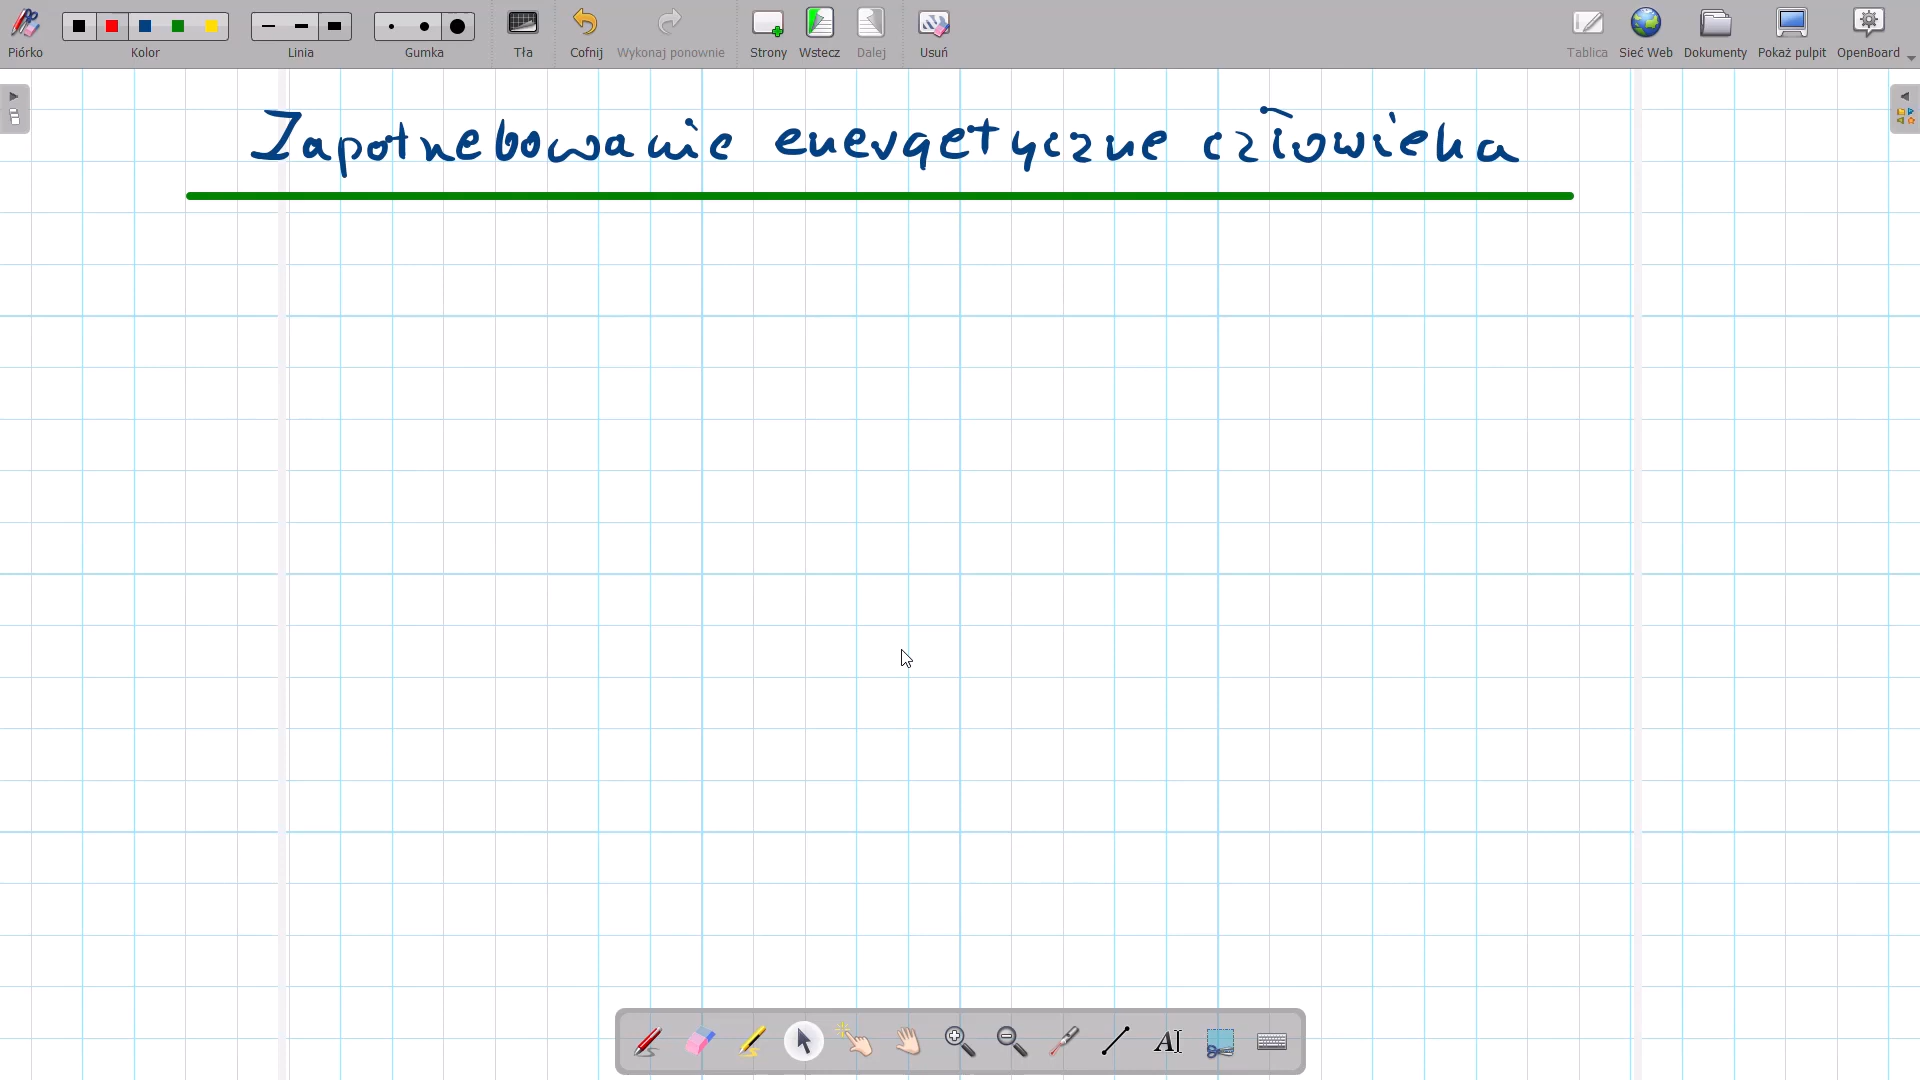 Piórko Kolor Linia Gumka Tła Cofnij Wykonaj ponownie Strony Wstecz Dalej Usuń Tablica Sieć Web Dokumenty Pokaż pulpit OpenBoard
Zapotrzebowanie energetyczne człowieka